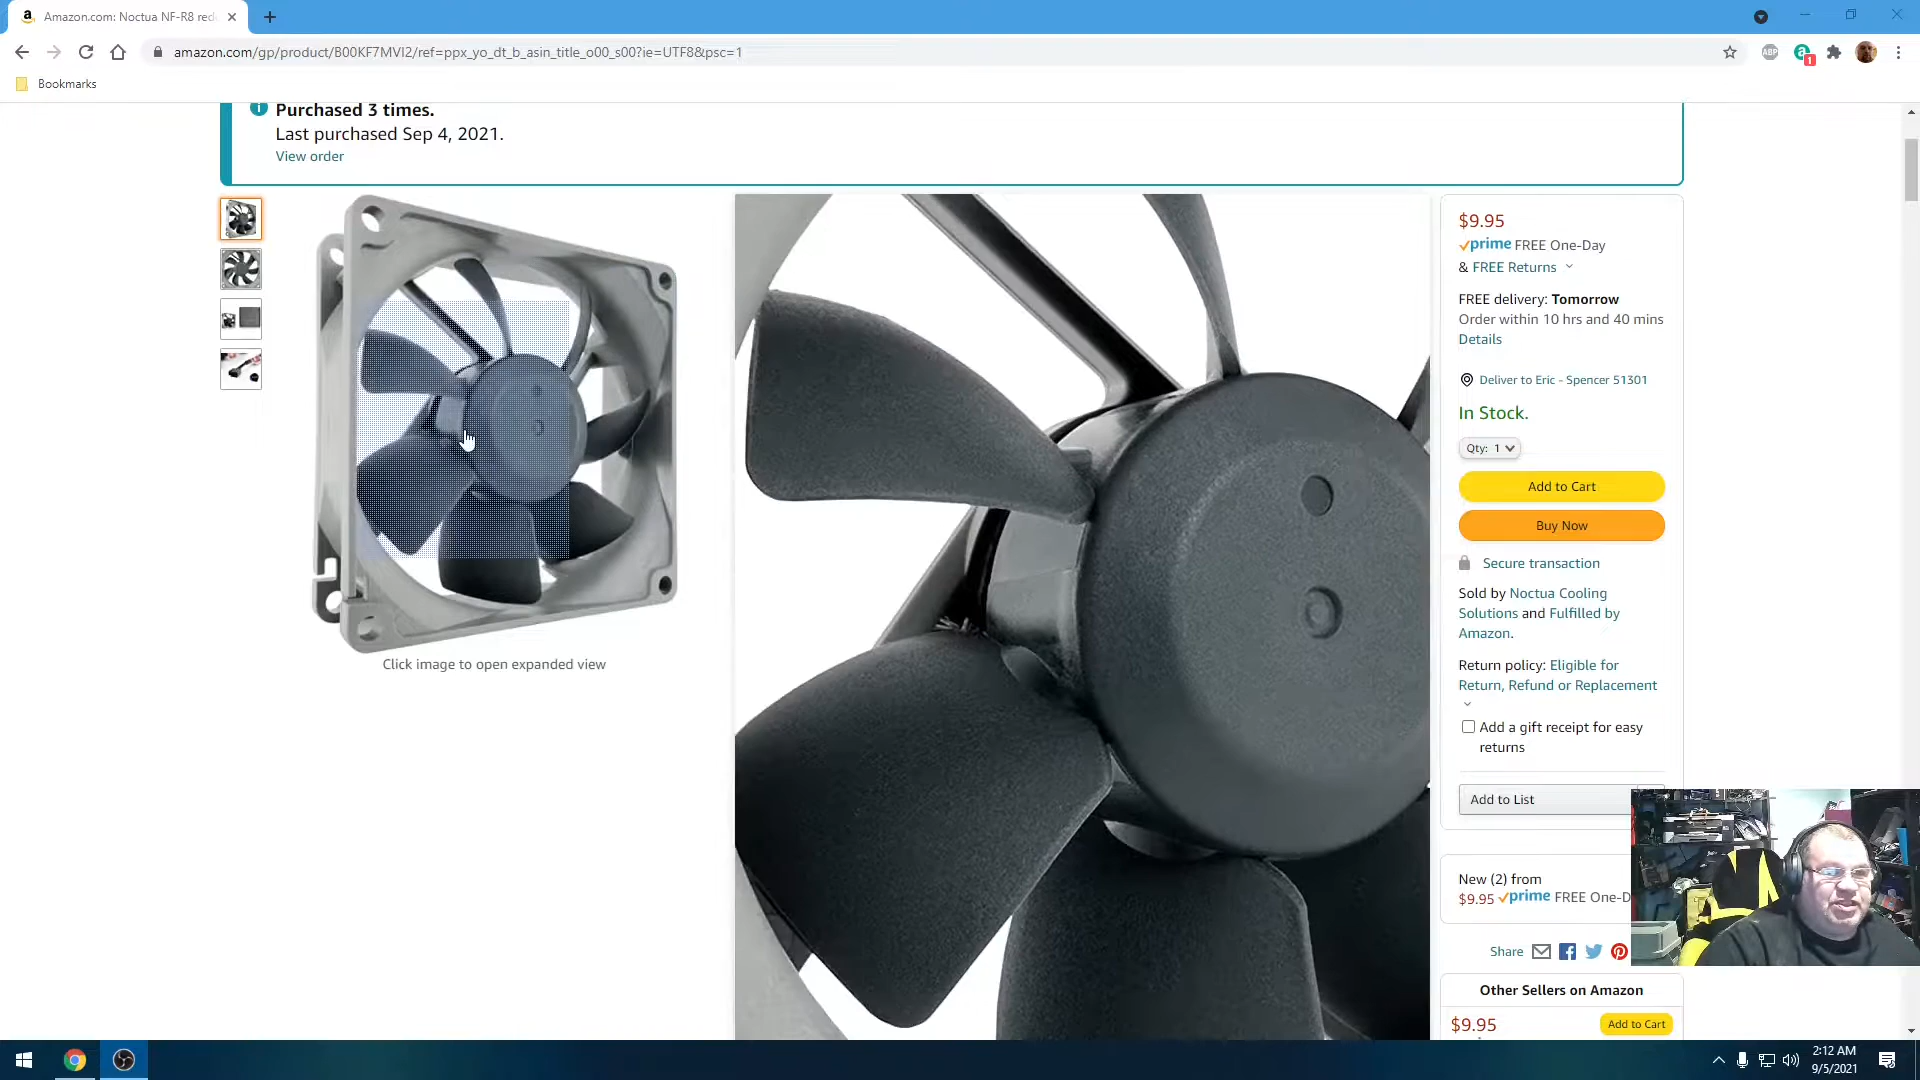 Amazon.com: Noctua NF-R8 red
amazon.com/gp/product/B00KF7MVI2/ref=ppx_yo_dt_b_asin_title_o00_s00?ie=UTF8&psc=1
ABP
1
Bookmarks
Purchased 3 times.
Last purchased Sep 4, 2021.
View order
Click image to open expanded view
$9.95
prime FREE One-Day
& FREE Returns
FREE delivery: Tomorrow
Order within 10 hrs and 40 mins
Details
Deliver to Eric - Spencer 51301
In Stock.
Qty: 1
Add to Cart
Buy Now
Secure transaction
Sold by Noctua Cooling
Solutions and Fulfilled by
Amazon.
Return policy: Eligible for
Return, Refund or Replacement
Add a gift receipt for easy
returns
Add to List
New (2) from
$9.95 prime FREE One-D
Share
Other Sellers on Amazon
$9.95
Add to Cart
2:12 AM
9/5/2021